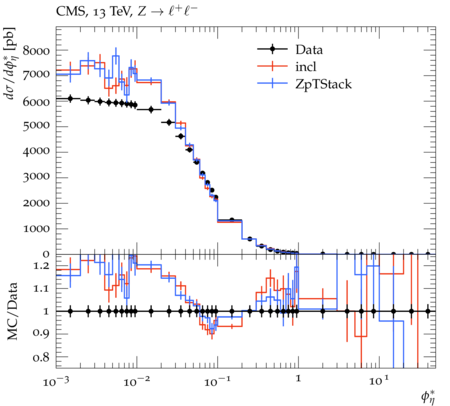 CMS, 13 TeV, Z → ℓ⁺ℓ⁻
dσ/dϕ*η [pb]
8000
7000
6000
5000
4000
3000
2000
1000
0
Data
incl
ZpTStack
MC/Data
1.2
1.1
1
0.9
0.8
10⁻³ 10⁻² 10⁻¹ 1 10¹
ϕ*η